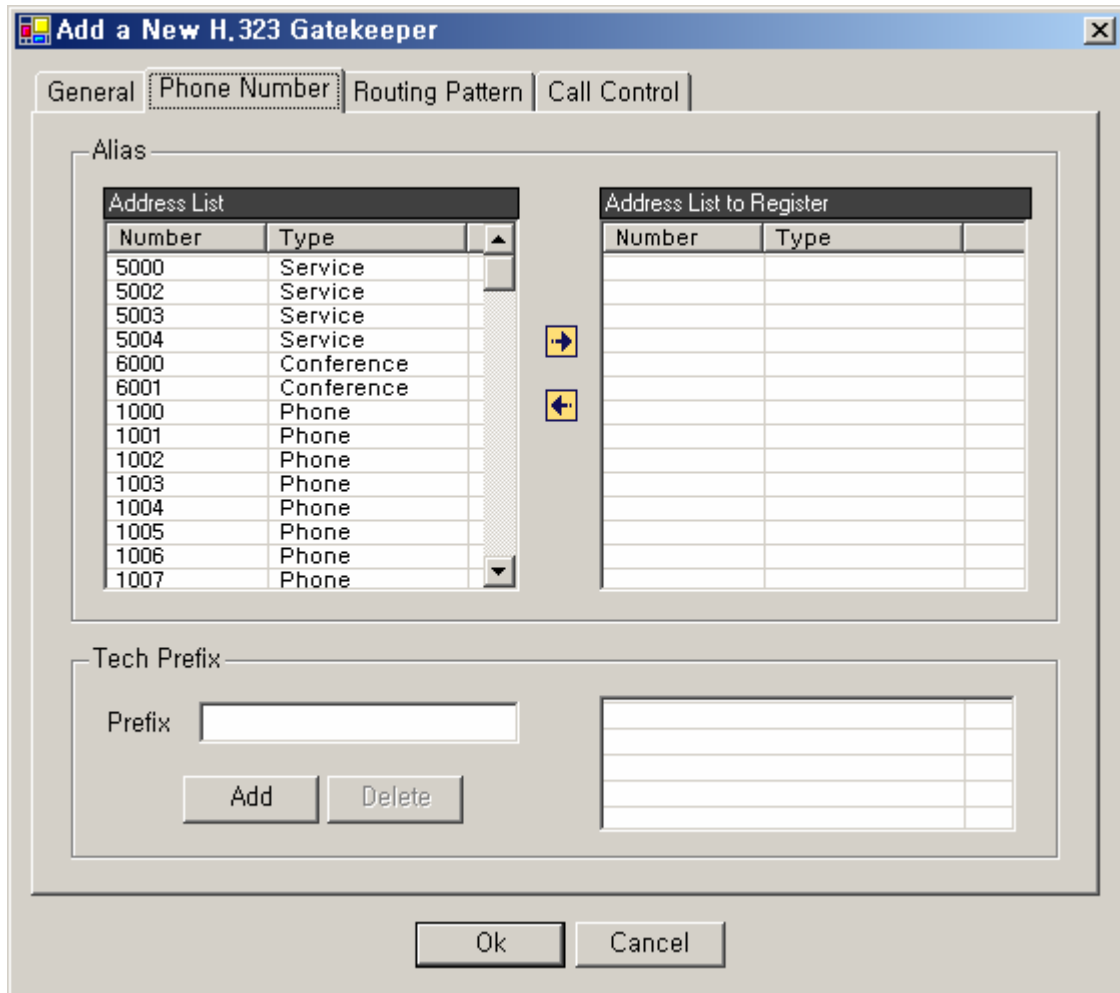 Add a New H.323 Gatekeeper
General Phone Number Routing Pattern Call Control
Alias
Address List
Number Type
5000 Service
5002 Service
5003 Service
5004 Service
6000 Conference
6001 Conference
1000 Phone
1001 Phone
1002 Phone
1003 Phone
1004 Phone
1005 Phone
1006 Phone
1007 Phone
Address List to Register
Number Type
Tech Prefix
Prefix
Add Delete
Ok Cancel